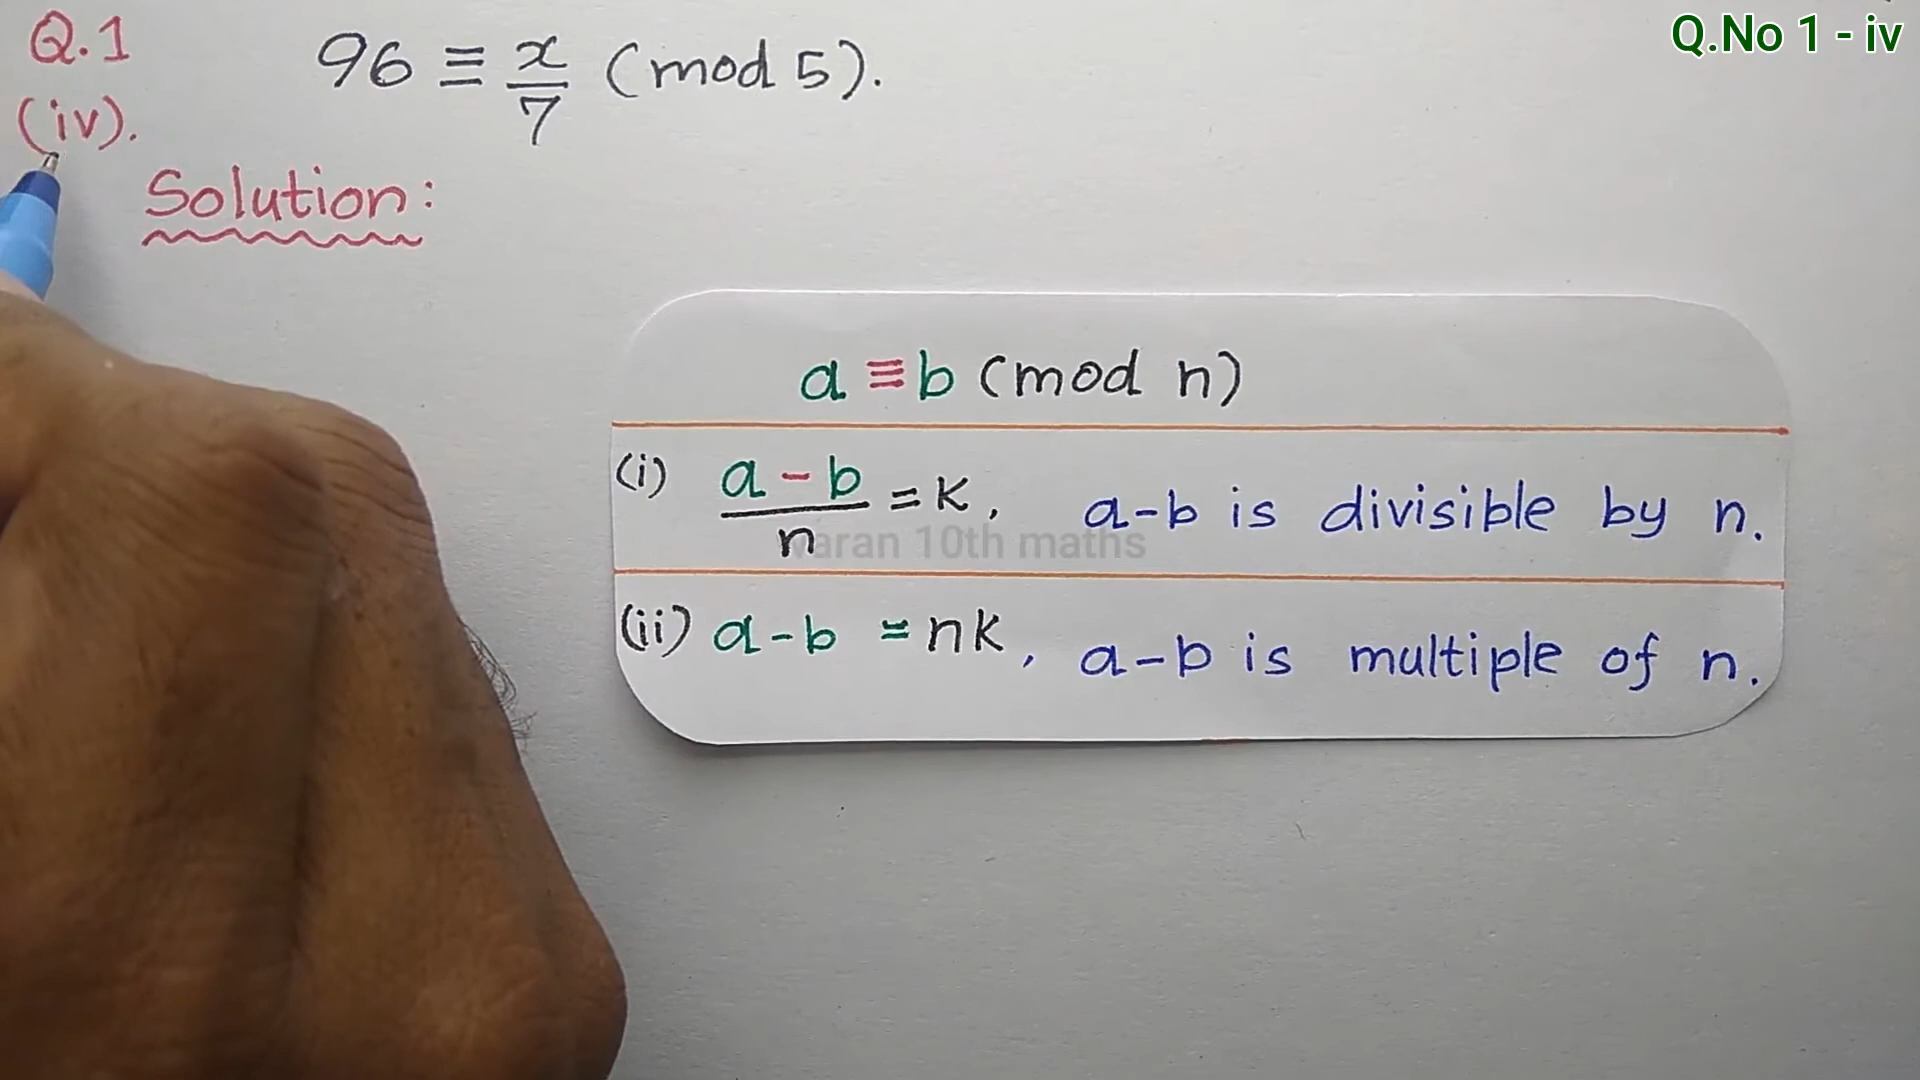 Q.No 1 - iv
Q.1 96 ≡ x/7 (mod 5).
(iv).
Solution:
a ≡ b (mod n)
(i) a - b / n = k, a-b is divisible by n.
aran 10th maths
(ii) a-b = nk, a-b is multiple of n.